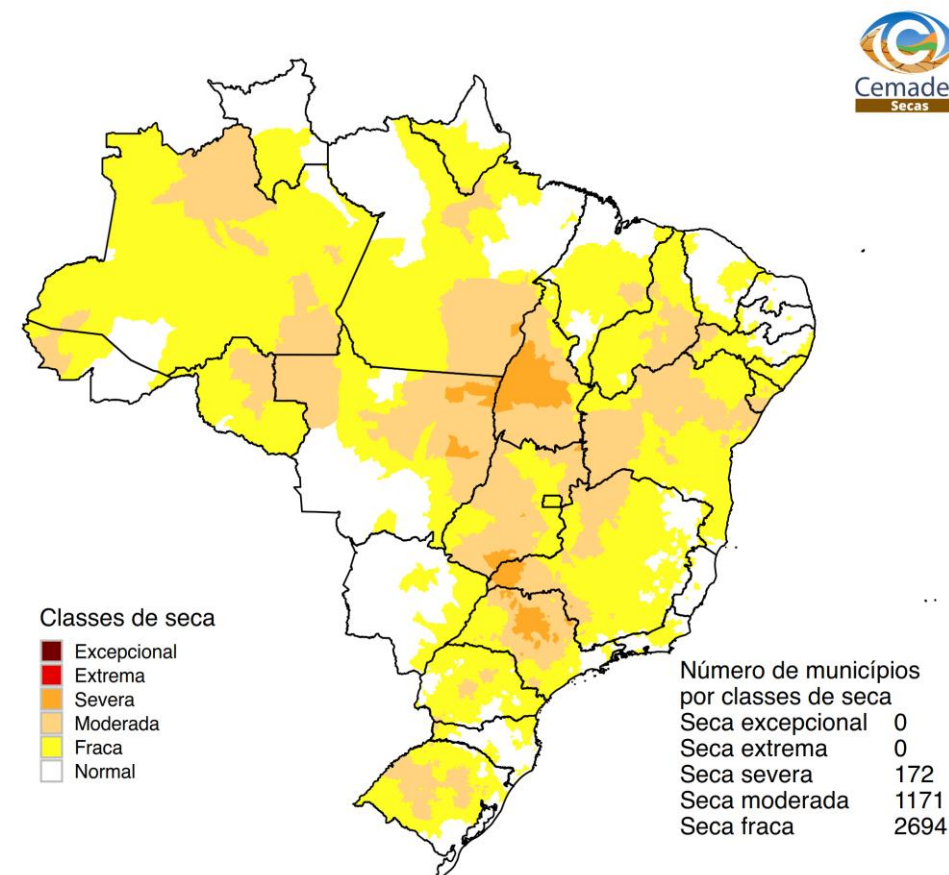 Cemade
Secas
Classes de seca
Excepcional
Extrema
Severa
Moderada
Fraca
Normal
Número de municípios
por classes de seca
Seca excepcional 0
Seca extrema 0
Seca severa 172
Seca moderada 1171
Seca fraca 2694